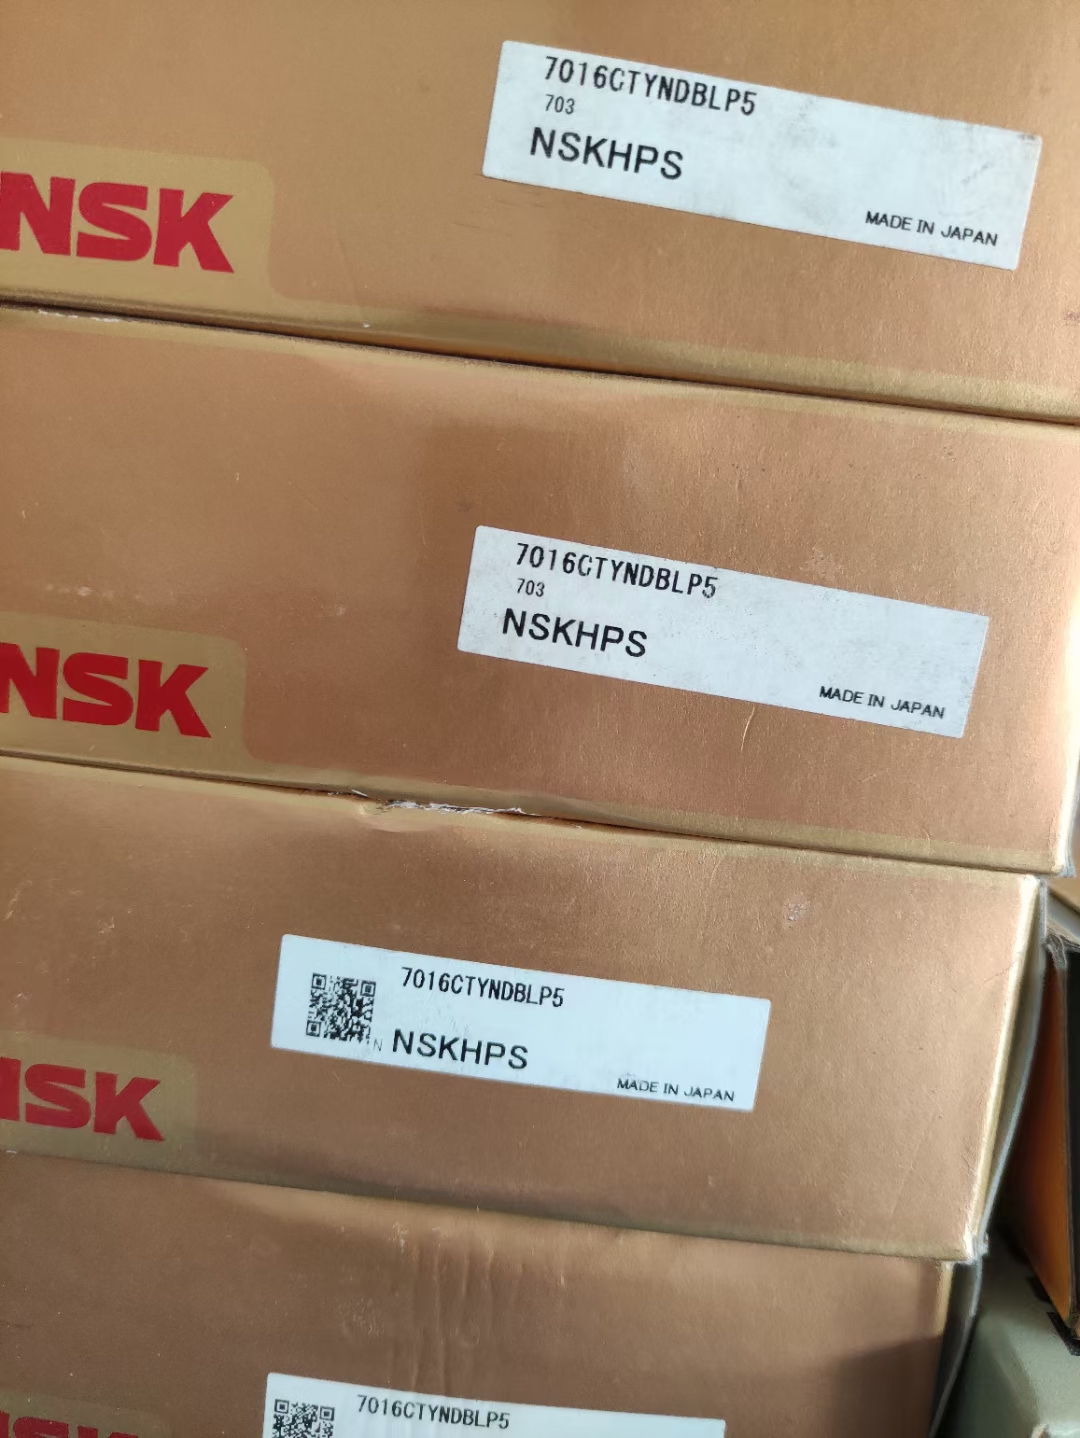 7016CTYNDBLP5
703
NSKHPS
MADE IN JAPAN
NSK
7016CTYNDBLP5
703
NSKHPS
MADE IN JAPAN
NSK
7016CTYNDBLP5
N NSKHPS
MADE IN JAPAN
NSK
7016CTYNDBLP5